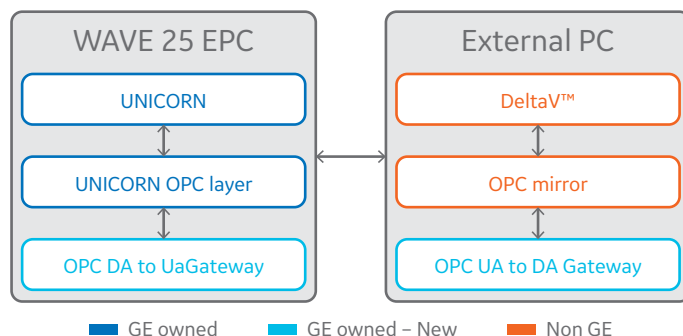 WAVE 25 EPC
UNICORN
UNICORN OPC layer
OPC DA to UaGateway
External PC
DeltaV™
OPC mirror
OPC UA to DA Gateway
GE owned
GE owned – New
Non GE